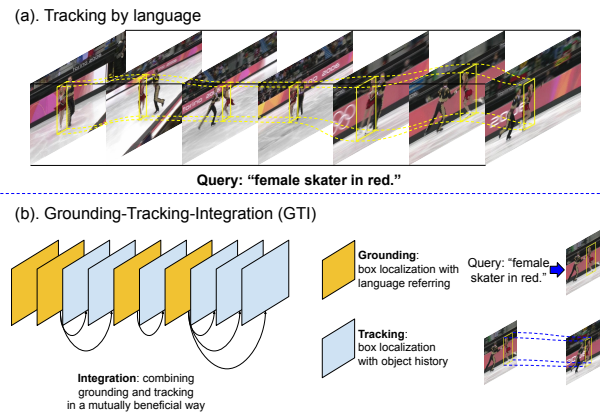 (a). Tracking by language
TORINO 2006
Query: “female skater in red.”
(b). Grounding-Tracking-Integration (GTI)
Grounding:
box localization with
language referring
Query: “female
skater in red.”
Tracking:
box localization
with object history
Integration: combining
grounding and tracking
in a mutually beneficial way